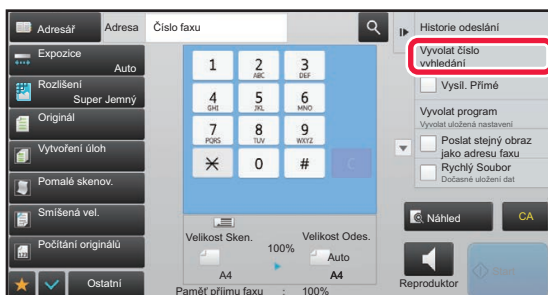 Adresář
Adresa
Číslo faxu
Expozice
Auto
Rozlišení
Super Jemný
Originál
Vytvoření úloh
Pomalé skenov.
Smíšená vel.
Počítání originálů
Ostatní
1
2
ABC
3
DEF
4
GHI
5
JKL
6
MNO
7
PQRS
8
TUV
9
WXYZ
0
#
C
Velikost Sken.
100%
Velikost Odes.
Auto
A4
A4
Paměť příjmu faxu : 100%
Historie odeslání
Vyvolat číslo
vyhledání
Vysíl. Přímé
Vyvolat program
Vyvolat uložená nastavení
Poslat stejný obraz
jako adresu faxu
Rychlý Soubor
Dočasné uložení dat
Náhled
CA
Reproduktor
Start